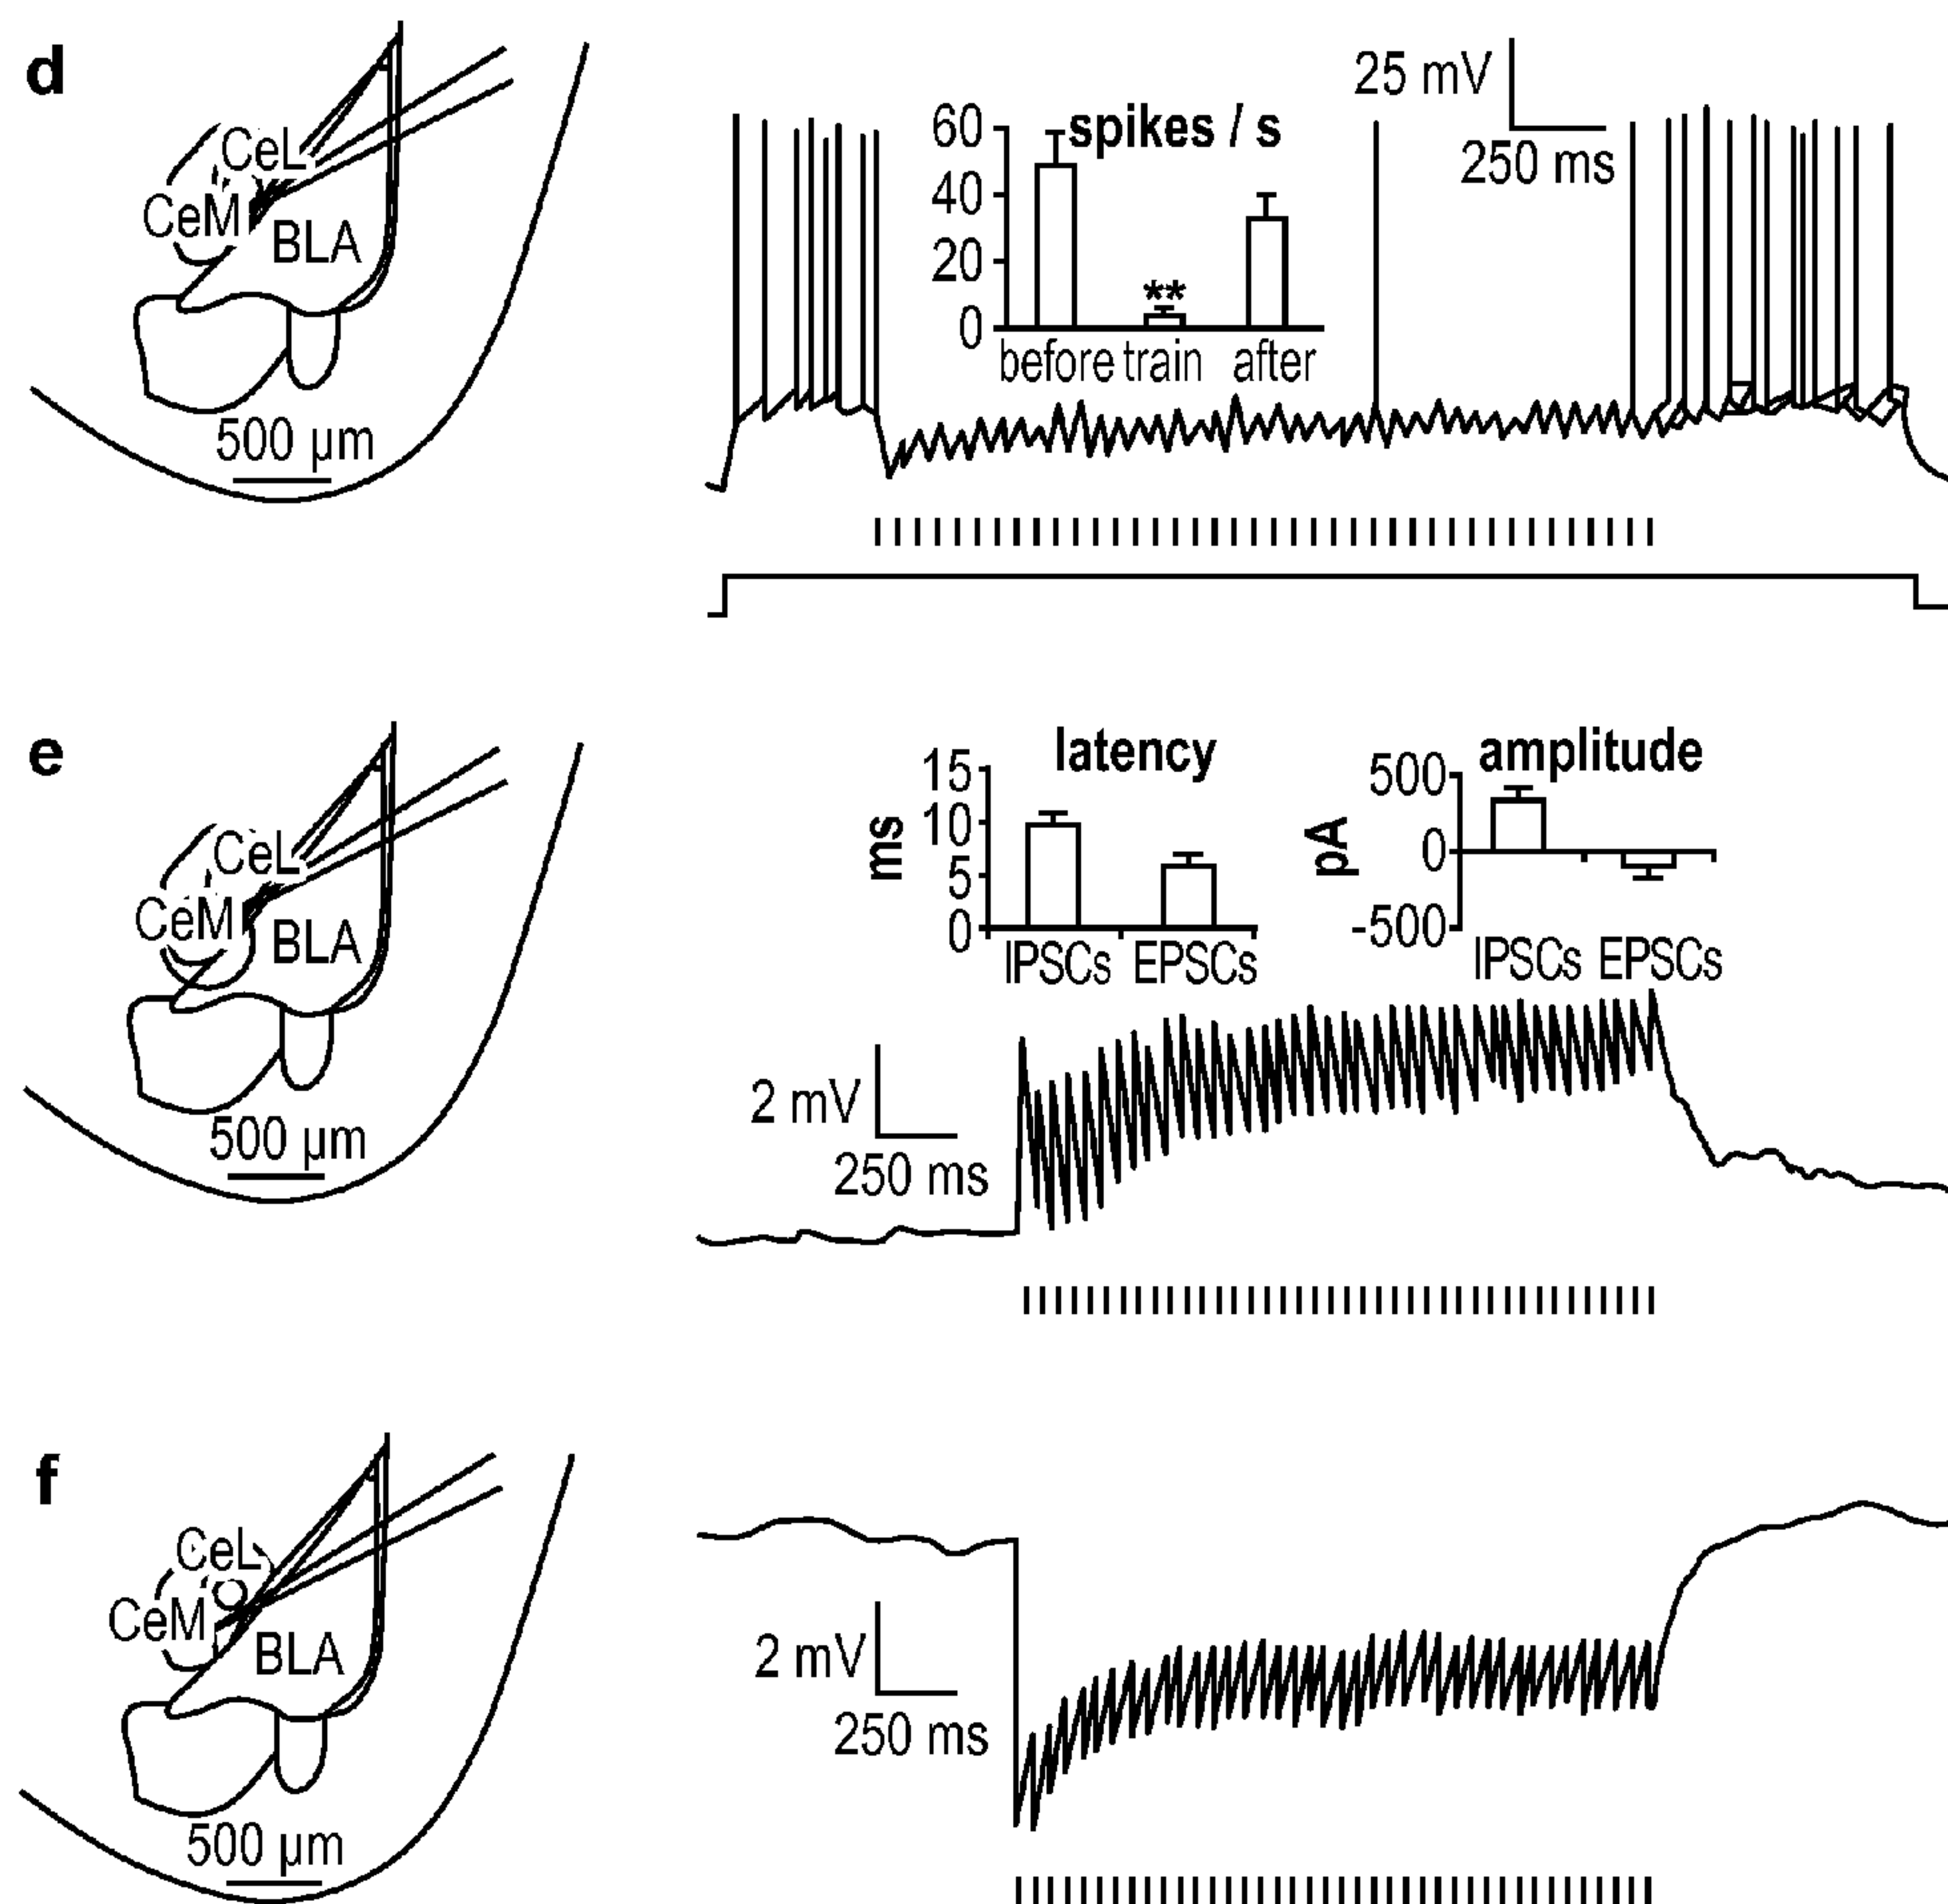 d
CeL
CeM
BLA
500 µm
60
40
20
0
spikes / s
**
before train after
25 mV
250 ms
e
CeL
CeM
BLA
500 µm
latency
15
10
5
0
ms
IPSCs EPSCs
amplitude
500
0
-500
pA
IPSCs EPSCs
2 mV
250 ms
f
CeL
CeM
BLA
500 µm
2 mV
250 ms